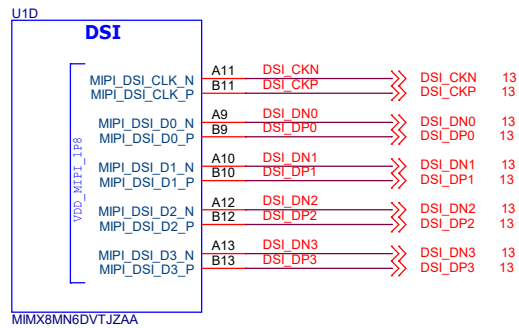 U1D
DSI
VDD_MIPI_1P8
MIPI_DSI_CLK_N A11 DSI_CKN DSI_CKN 13
MIPI_DSI_CLK_P B11 DSI_CKP DSI_CKP 13
MIPI_DSI_D0_N A9 DSI_DN0 DSI_DN0 13
MIPI_DSI_D0_P B9 DSI_DP0 DSI_DP0 13
MIPI_DSI_D1_N A10 DSI_DN1 DSI_DN1 13
MIPI_DSI_D1_P B10 DSI_DP1 DSI_DP1 13
MIPI_DSI_D2_N A12 DSI_DN2 DSI_DN2 13
MIPI_DSI_D2_P B12 DSI_DP2 DSI_DP2 13
MIPI_DSI_D3_N A13 DSI_DN3 DSI_DN3 13
MIPI_DSI_D3_P B13 DSI_DP3 DSI_DP3 13
MIMX8MN6DVTJZAA